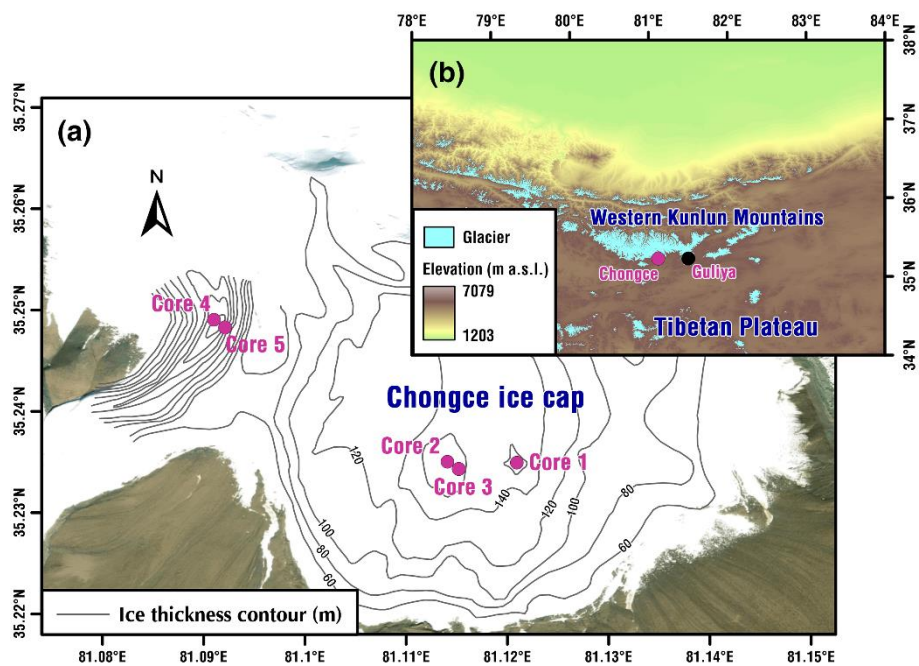 78°E 79°E 80°E 81°E 82°E 83°E 84°E
(b)
38°N
37°N
36°N
35°N
34°N
Western Kunlun Mountains
Chongce
Guliya
Tibetan Plateau
Glacier
Elevation (m a.s.l.)
7079
1203
(a)
N
35.27°N
35.26°N
35.25°N
35.24°N
35.23°N
35.22°N
Core 4
Core 5
Chongce ice cap
Core 2
Core 3
Core 1
120
140
120
100
80
60
100
80
60
Ice thickness contour (m)
81.08°E 81.09°E 81.1°E 81.11°E 81.12°E 81.13°E 81.14°E 81.15°E